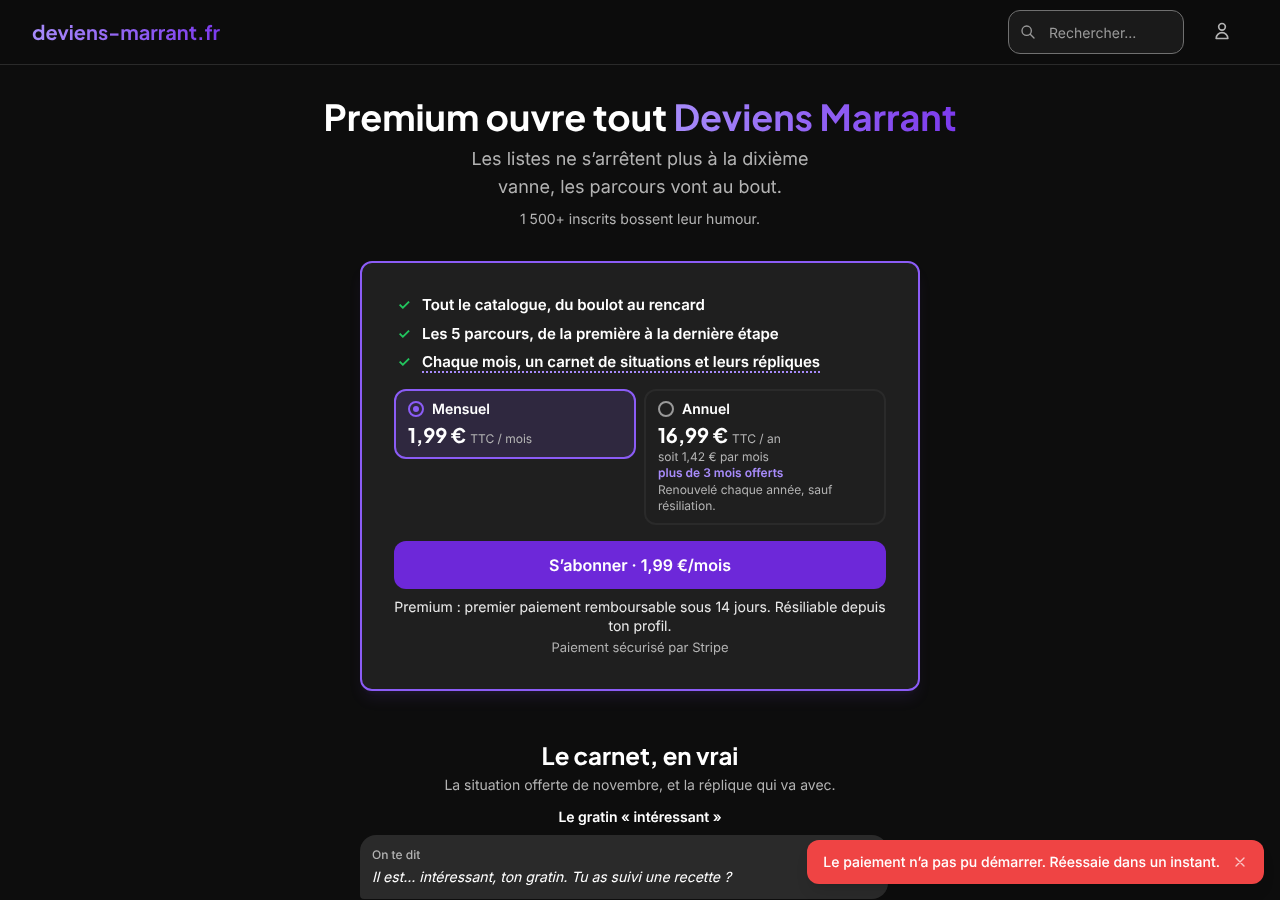 deviens-marrant.fr
Rechercher...
Premium ouvre tout Deviens Marrant
Les listes ne s’arrêtent plus à la dixième
vanne, les parcours vont au bout.
1 500+ inscrits bossent leur humour.
Tout le catalogue, du boulot au rencard
Les 5 parcours, de la première à la dernière étape
Chaque mois, un carnet de situations et leurs répliques
Mensuel
1,99 € TTC / mois
Annuel
16,99 € TTC / an
soit 1,42 € par mois
plus de 3 mois offerts
Renouvelé chaque année, sauf
résiliation.
S’abonner · 1,99 €/mois
Premium : premier paiement remboursable sous 14 jours. Résiliable depuis
ton profil.
Paiement sécurisé par Stripe
Le carnet, en vrai
La situation offerte de novembre, et la réplique qui va avec.
Le gratin « intéressant »
On te dit
Il est… intéressant, ton gratin. Tu as suivi une recette ?
Le paiement n’a pas pu démarrer. Réessaie dans un instant.